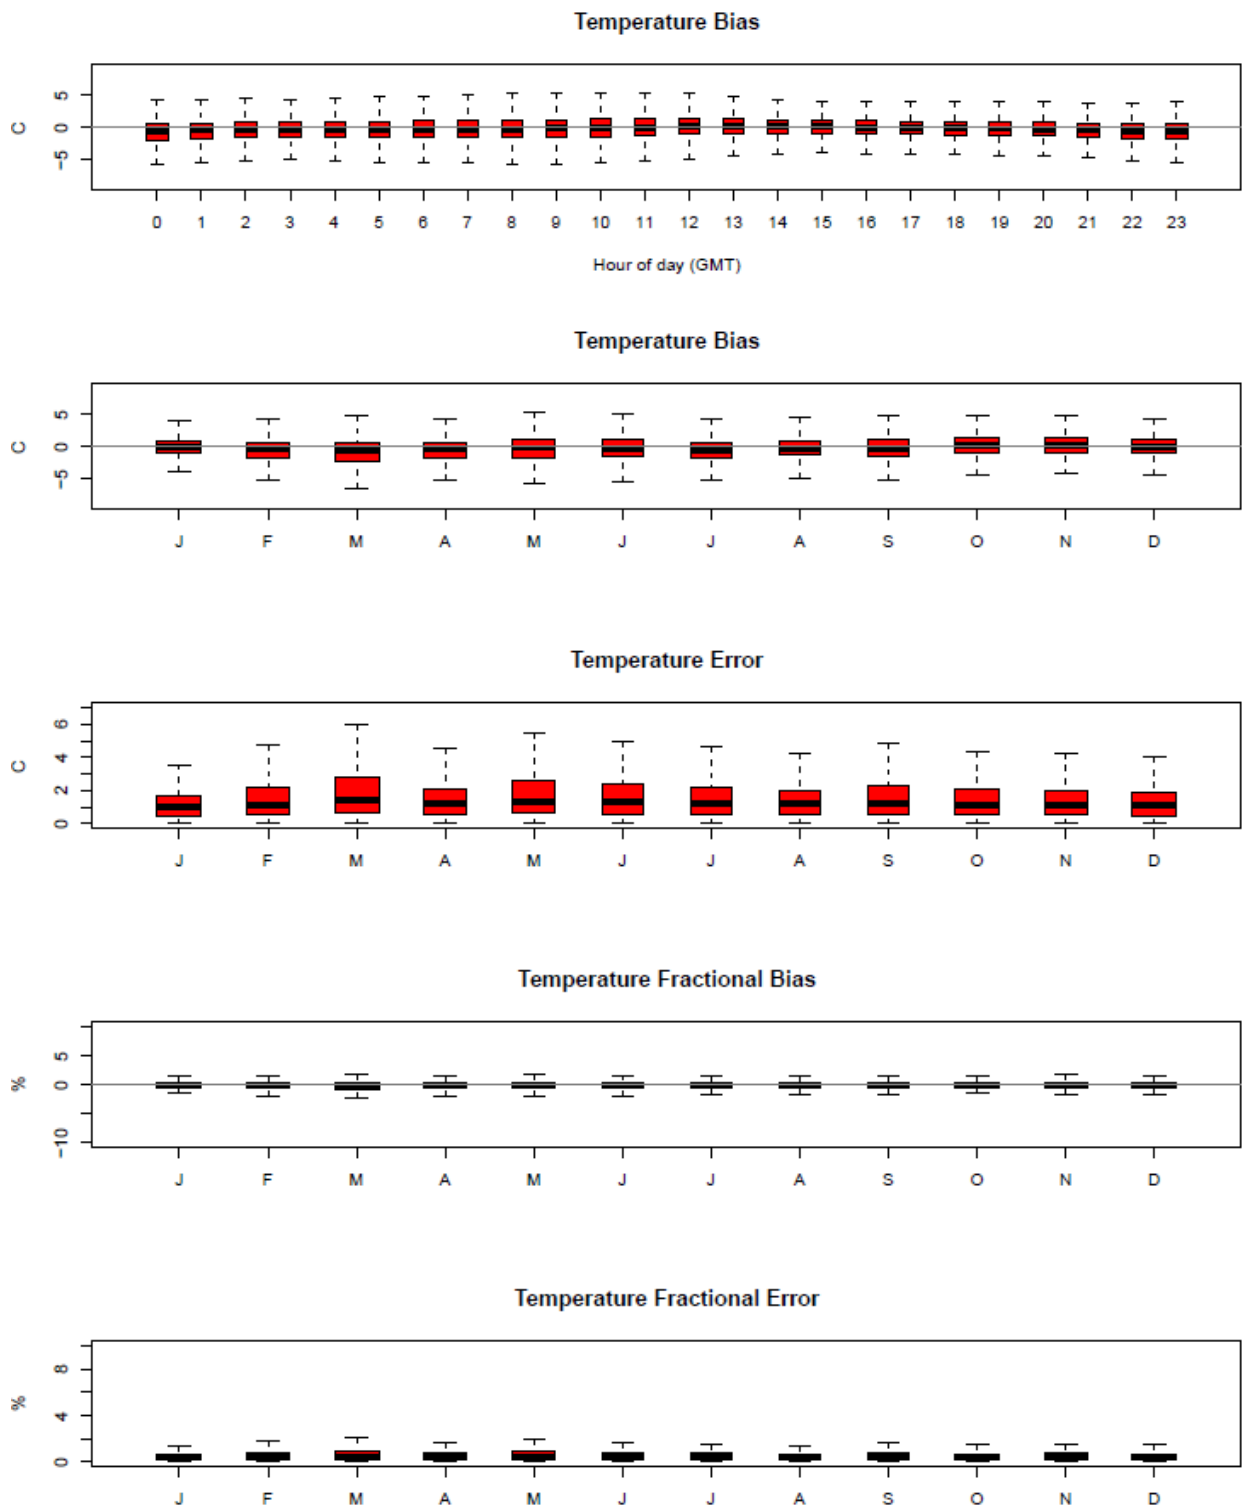 Temperature Bias
5
0
−5
C
0 1 2 3 4 5 6 7 8 9 10 11 12 13 14 15 16 17 18 19 20 21 22 23
Hour of day (GMT)
Temperature Bias
5
0
−5
C
J F M A M J J A S O N D
Temperature Error
6
4
2
0
C
J F M A M J J A S O N D
Temperature Fractional Bias
5
0
−10
%
J F M A M J J A S O N D
Temperature Fractional Error
8
4
0
%
J F M A M J J A S O N D